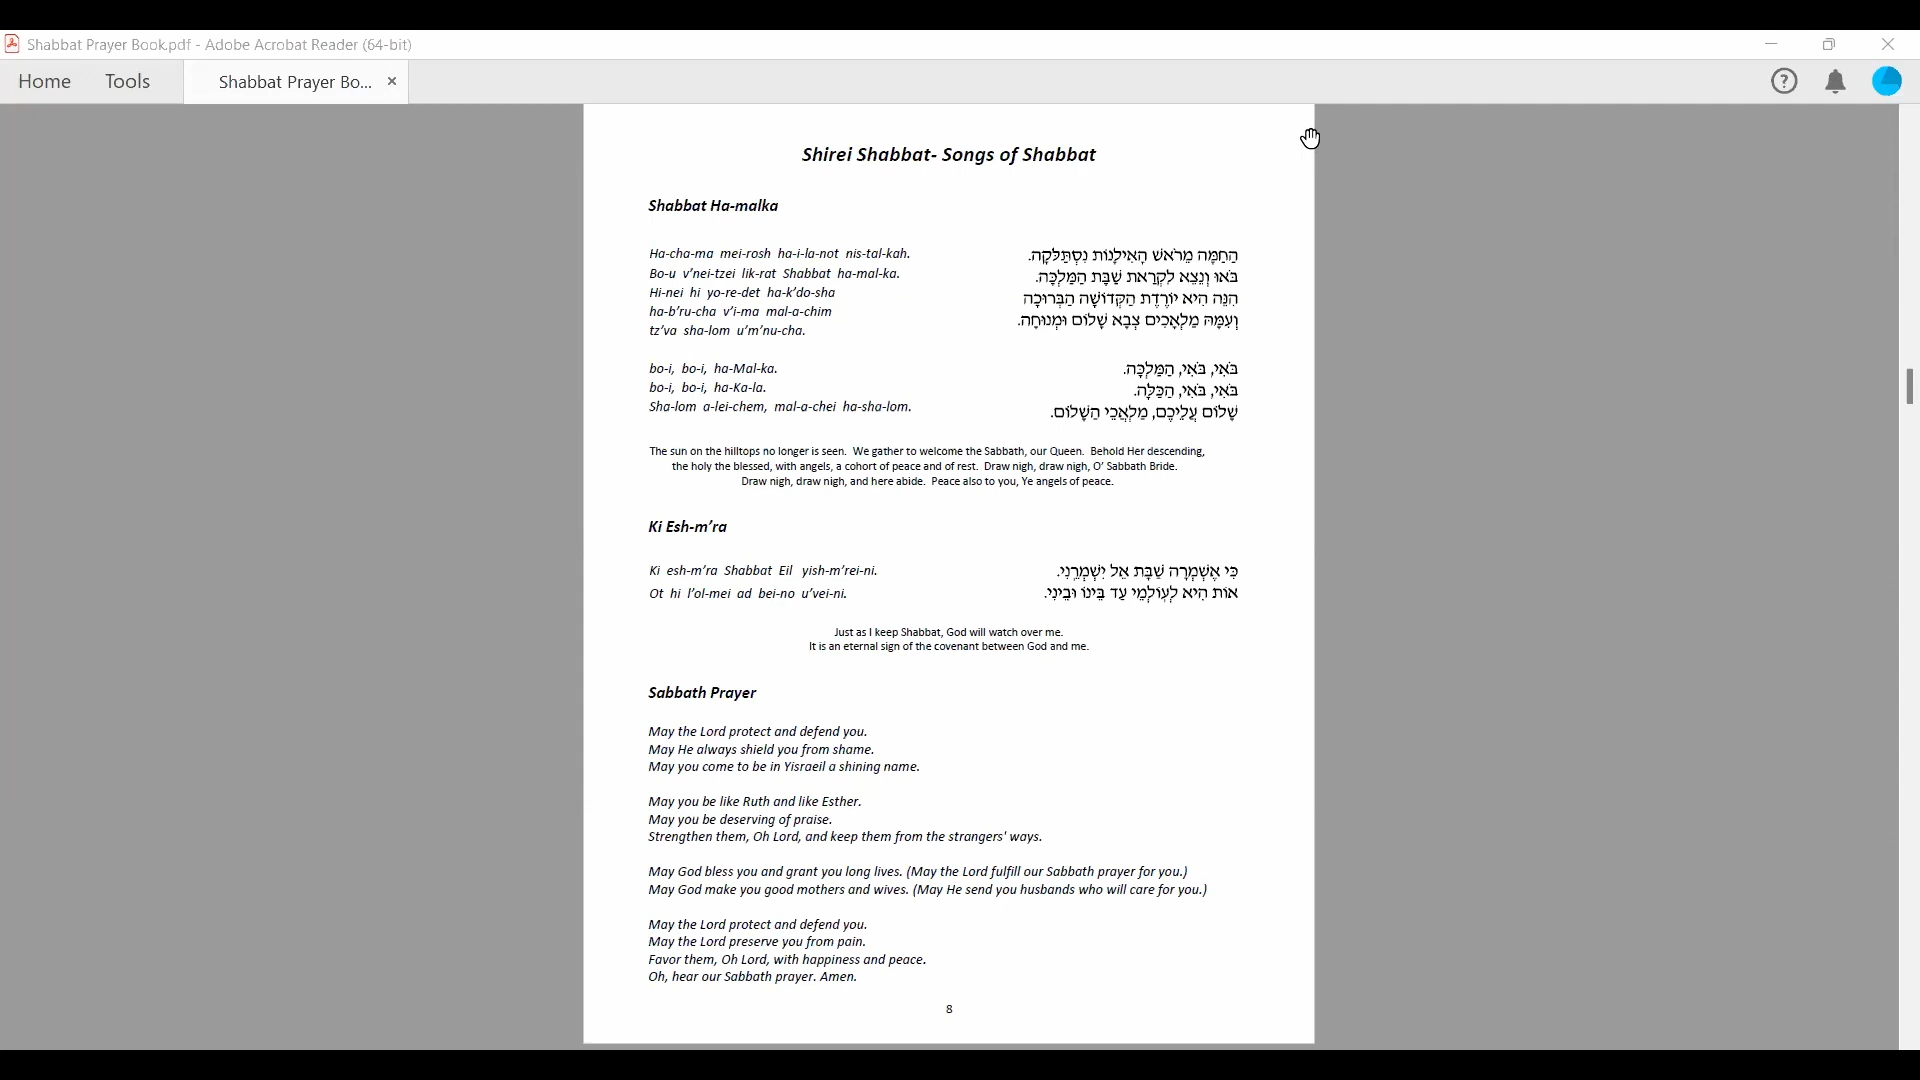 Shabbat Prayer Book.pdf - Adobe Acrobat Reader (64-bit)
Home Tools Shabbat Prayer Bo... ×
Shirei Shabbat- Songs of Shabbat
Shabbat Ha-malka
Ha-cha-ma mei-rosh ha-i-la-not nis-tal-kah.
Bo-u v'nei-tzei lik-rat Shabbat ha-mal-ka.
Hi-nei hi yo-re-det ha-k'do-sha
ha-b'ru-cha v'i-ma mal-a-chim
tz'va sha-lom u'm'nu-cha.
הַחַמָּה מֵרֹאשׁ הָאִילָנוֹת נִסְתַּלְּקָה.
בֹּאוּ וְנֵצֵא לִקְרַאת שַׁבָּת הַמַּלְכָּה.
הִנֵּה הִיא יוֹרֶדֶת הַקְּדוֹשָׁה הַבְּרוּכָה
וְעִמָּהּ מַלְאָכִים צְבָא שָׁלוֹם וּמְנוּחָה.
bo-i, bo-i, ha-Mal-ka.
bo-i, bo-i, ha-Ka-la.
Sha-lom a-lei-chem, mal-a-chei ha-sha-lom.
בֹּאִי, בֹּאִי, הַמַּלְכָּה.
בֹּאִי, בֹּאִי, הַכַּלָּה.
שָׁלוֹם עֲלֵיכֶם, מַלְאֲכֵי הַשָּׁלוֹם.
The sun on the hilltops no longer is seen. We gather to welcome the Sabbath, our Queen. Behold Her descending,
the holy the blessed, with angels, a cohort of peace and of rest. Draw nigh, draw nigh, O' Sabbath Bride.
Draw nigh, draw nigh, and here abide. Peace also to you, Ye angels of peace.
Ki Esh-m'ra
Ki esh-m'ra Shabbat Eil yish-m'rei-ni.
Ot hi l'ol-mei ad bei-no u'vei-ni.
כִּי אֶשְׁמְרָה שַׁבָּת אֵל יִשְׁמְרֵנִי.
אוֹת הִיא לְעוֹלְמֵי עַד בֵּינוֹ וּבֵינִי.
Just as I keep Shabbat, God will watch over me.
It is an eternal sign of the covenant between God and me.
Sabbath Prayer
May the Lord protect and defend you.
May He always shield you from shame.
May you come to be in Yisraeil a shining name.
May you be like Ruth and like Esther.
May you be deserving of praise.
Strengthen them, Oh Lord, and keep them from the strangers' ways.
May God bless you and grant you long lives. (May the Lord fulfill our Sabbath prayer for you.)
May God make you good mothers and wives. (May He send you husbands who will care for you.)
May the Lord protect and defend you.
May the Lord preserve you from pain.
Favor them, Oh Lord, with happiness and peace.
Oh, hear our Sabbath prayer. Amen.
8